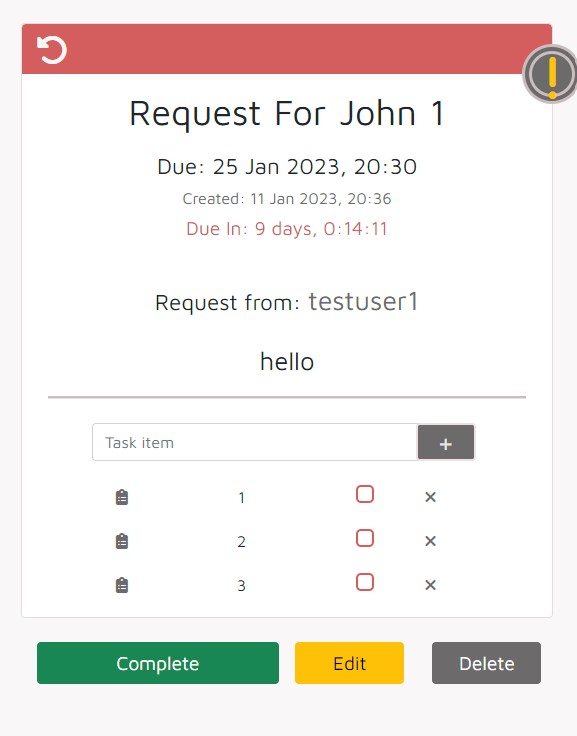 Request For John 1
Due: 25 Jan 2023, 20:30
Created: 11 Jan 2023, 20:36
Due In: 9 days, 0:14:11
Request from: testuser1
hello
Task item +
1
2
3
Complete Edit Delete